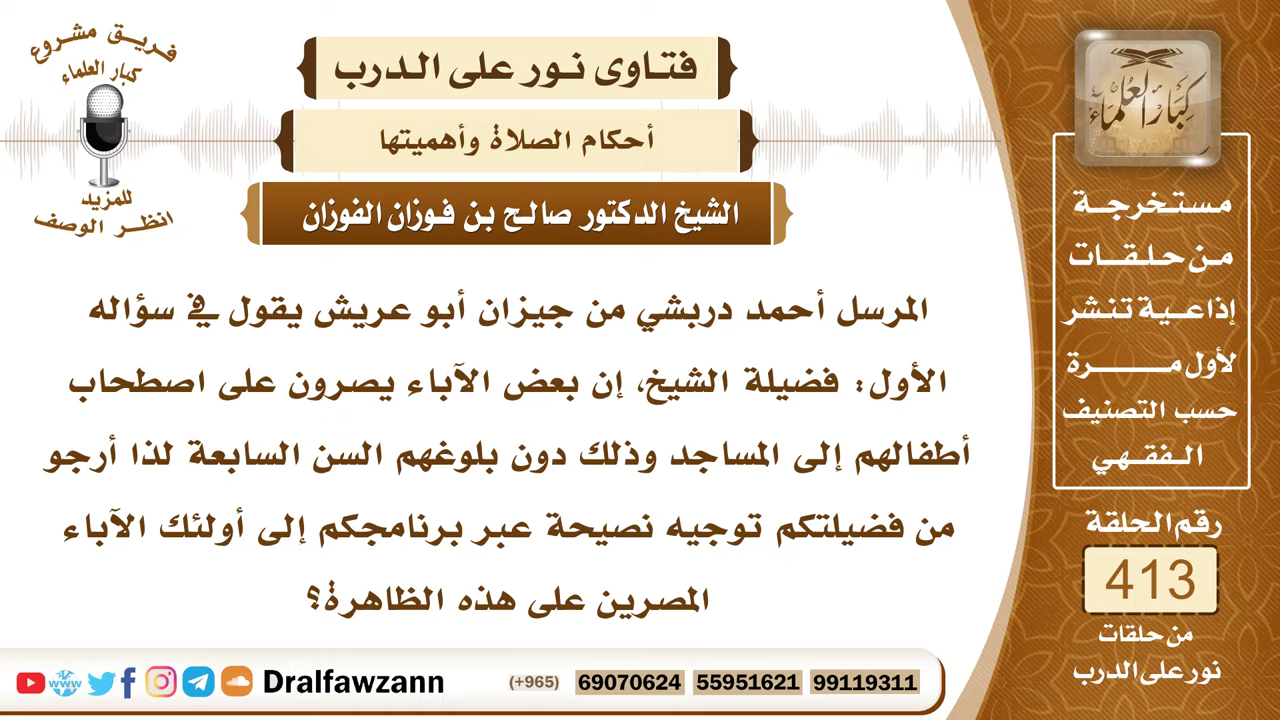 فريق مشروع
كبار العلماء
للمزيد
انظر الوصف
فتاوى نور على الدرب
أحكام الصلاة وأهميتها
الشيخ الدكتور صالح بن فوزان الفوزان
المرسل أحمد دربشي من جيزان أبو عريش يقول في سؤاله
الأول: فضيلة الشيخ، إن بعض الآباء يصرون على اصطحاب
أطفالهم إلى المساجد وذلك دون بلوغهم السن السابعة لذا أرجو
من فضيلتكم توجيه نصيحة عبر برنامجكم إلى أولئك الآباء
المصرين على هذه الظاهرة؟
كبار العلماء
مستخرجة
من حلقات
إذاعية تنشر
لأول مرة
حسب التصنيف
الفقهي
رقم الحلقة
413
من حلقات
نور على الدرب
www Dralfawzann (+965) 69070624 55951621 99119311